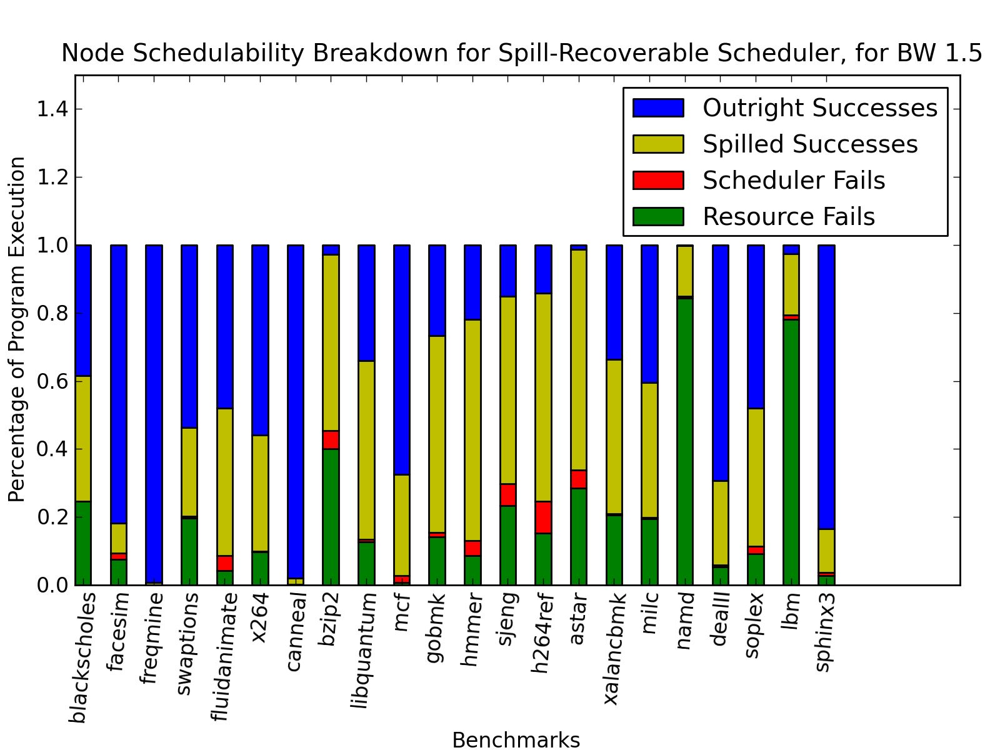 Node Schedulability Breakdown for Spill-Recoverable Scheduler, for BW 1.5
Outright Successes
Spilled Successes
Scheduler Fails
Resource Fails
Percentage of Program Execution
1.4
1.2
1.0
0.8
0.6
0.4
0.2
0.0
blackscholes
facesim
freqmine
swaptions
fluidanimate
x264
canneal
bzip2
libquantum
mcf
gobmk
hmmer
sjeng
h264ref
astar
xalancbmk
milc
namd
dealII
soplex
lbm
sphinx3
Benchmarks